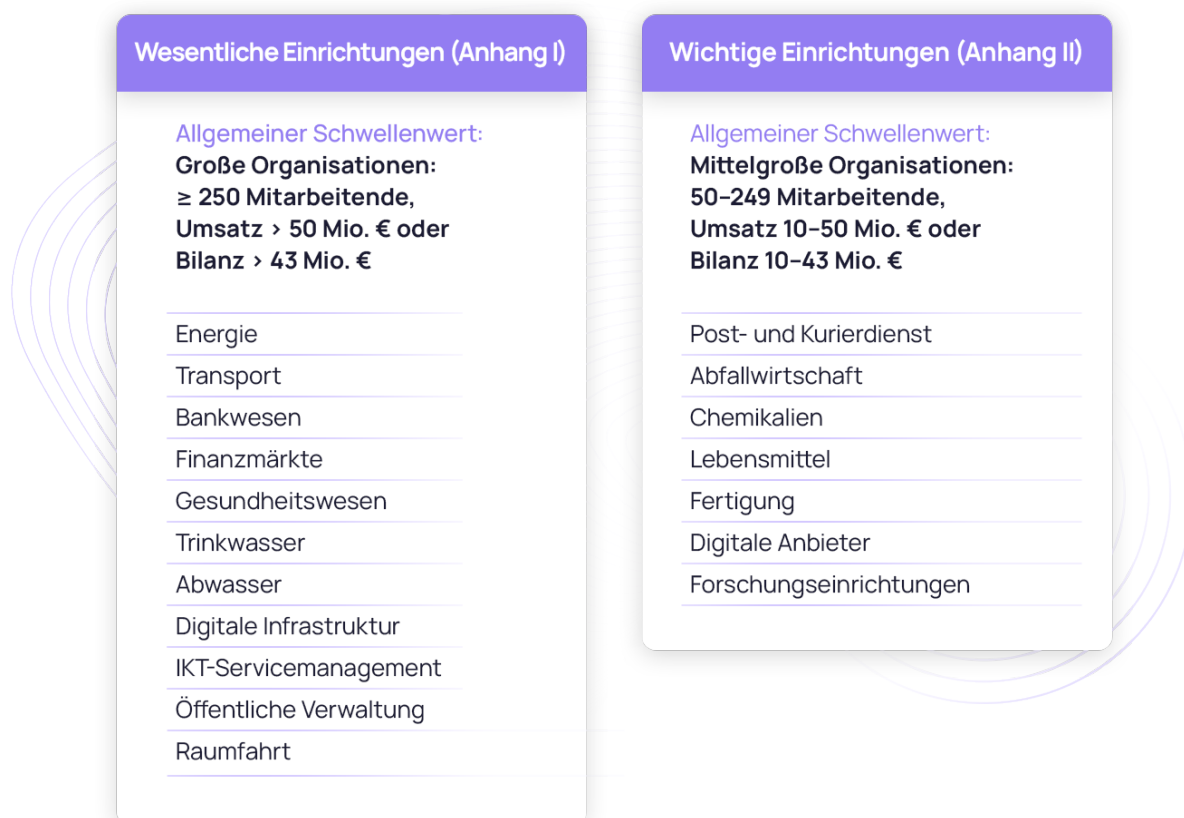 Wesentliche Einrichtungen (Anhang I)
Allgemeiner Schwellenwert:
Große Organisationen:
≥ 250 Mitarbeitende,
Umsatz > 50 Mio. € oder
Bilanz > 43 Mio. €
Energie
Transport
Bankwesen
Finanzmärkte
Gesundheitswesen
Trinkwasser
Abwasser
Digitale Infrastruktur
IKT-Servicemanagement
Öffentliche Verwaltung
Raumfahrt
Wichtige Einrichtungen (Anhang II)
Allgemeiner Schwellenwert:
Mittelgroße Organisationen:
50–249 Mitarbeitende,
Umsatz 10–50 Mio. € oder
Bilanz 10–43 Mio. €
Post- und Kurierdienst
Abfallwirtschaft
Chemikalien
Lebensmittel
Fertigung
Digitale Anbieter
Forschungseinrichtungen